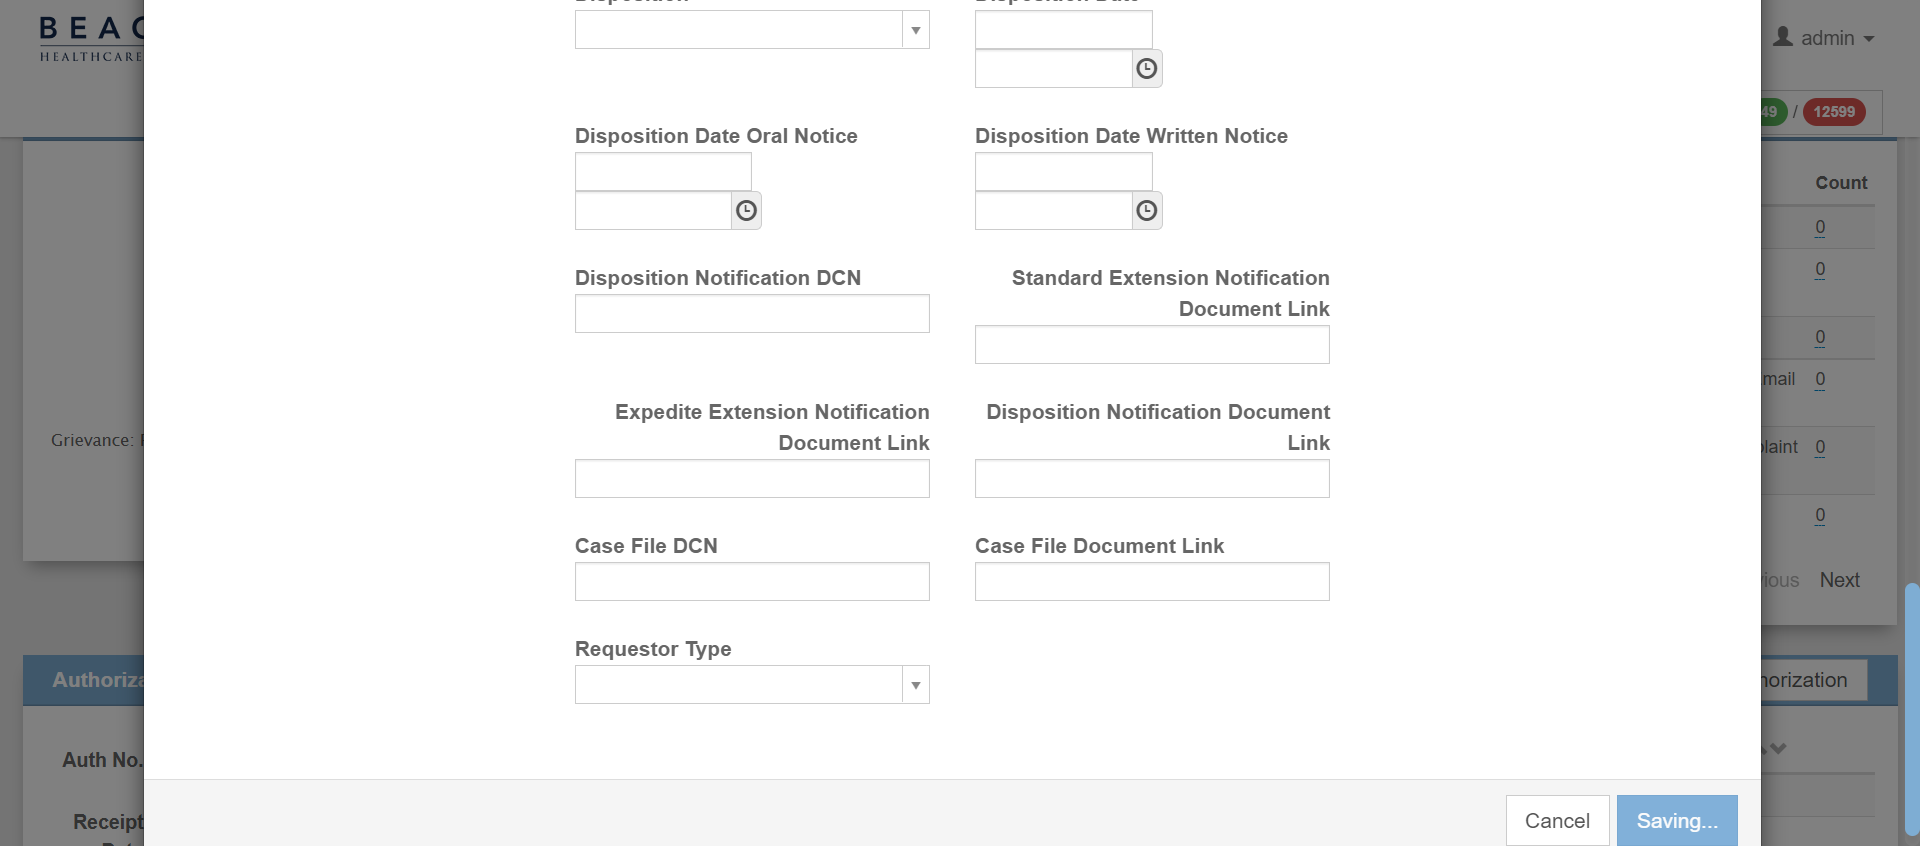 BEAC
HEALTHCARE
admin
49 / 12599
Disposition Date Oral Notice
Disposition Date Written Notice
Count
0
0
Disposition Notification DCN
Standard Extension Notification
Document Link
0
mail 0
Expedite Extension Notification
Document Link
Disposition Notification Document
Link
Grievance:
laint 0
0
Case File DCN
Case File Document Link
ious Next
Requestor Type
Authoriza
horization
Auth No.
Receipt
Cancel
Saving...